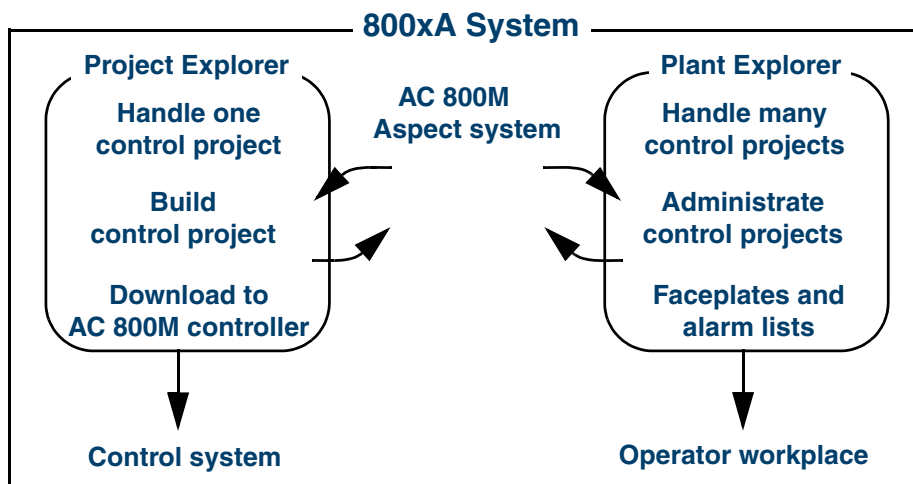 800xA System
Project Explorer
Handle one
control project
Build
control project
Download to
AC 800M controller
Control system
AC 800M
Aspect system
Plant Explorer
Handle many
control projects
Administrate
control projects
Faceplates and
alarm lists
Operator workplace